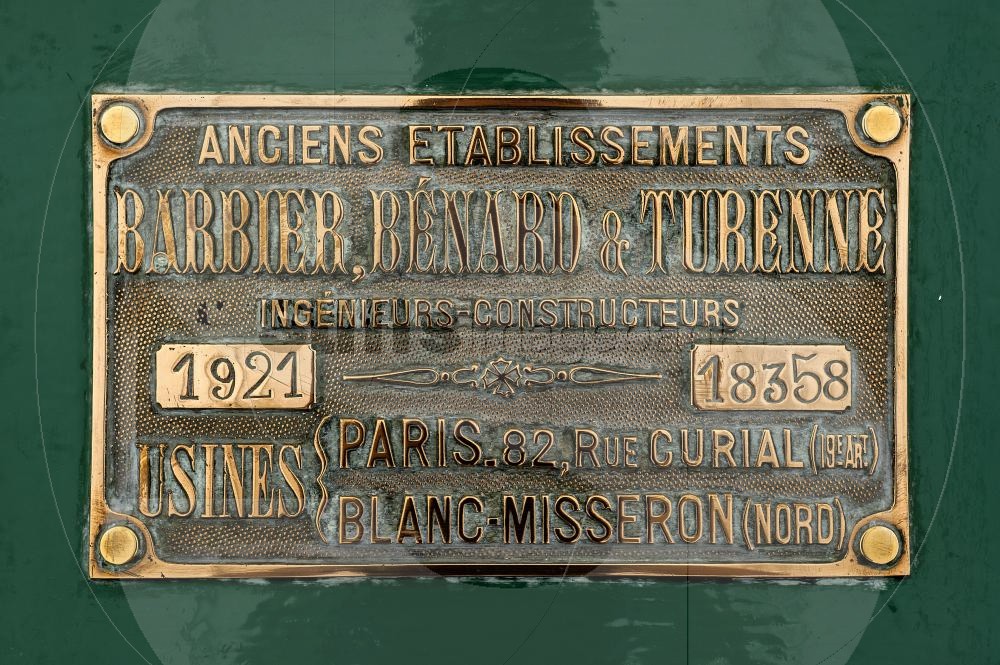 ANCIENS ETABLISSEMENTS
BARBIER, BÉNARD & TURENNE
INGÉNIEURS-CONSTRUCTEURS
1921 18358
USINES { PARIS. 82, RUE CURIAL (19E ART)
BLANC-MISSERON (NORD)